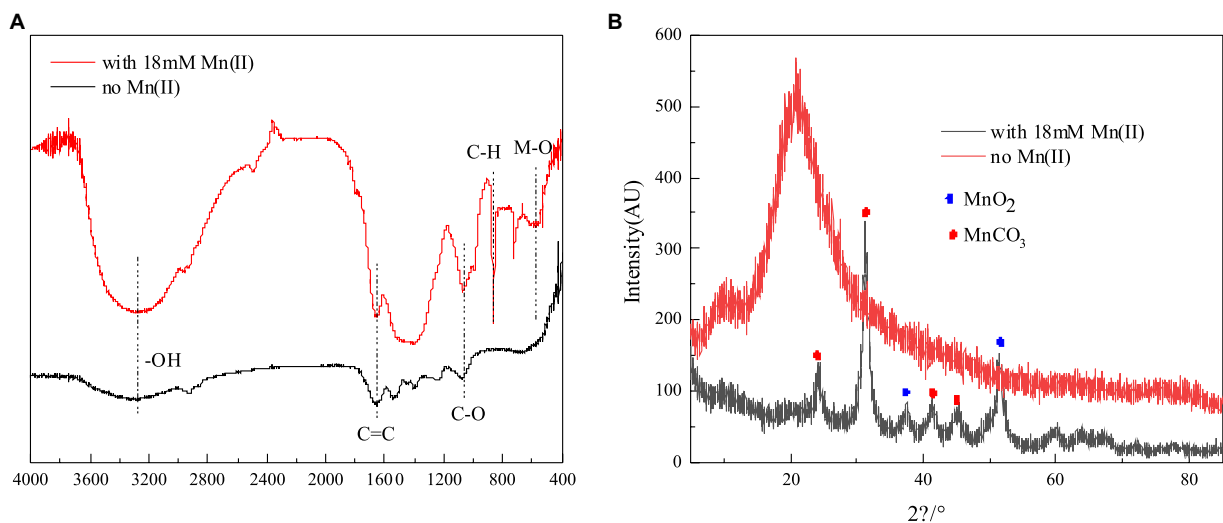 A
with 18mM Mn(II)
no Mn(II)
C-H
M-O
-OH
C=C
C-O
4000 3600 2800 2000 1600 1200 800 400
B
600
500
400
300
200
100
0
Intensity(AU)
with 18mM Mn(II)
no Mn(II)
MnO2
MnCO3
20 40 60 80
2?/°